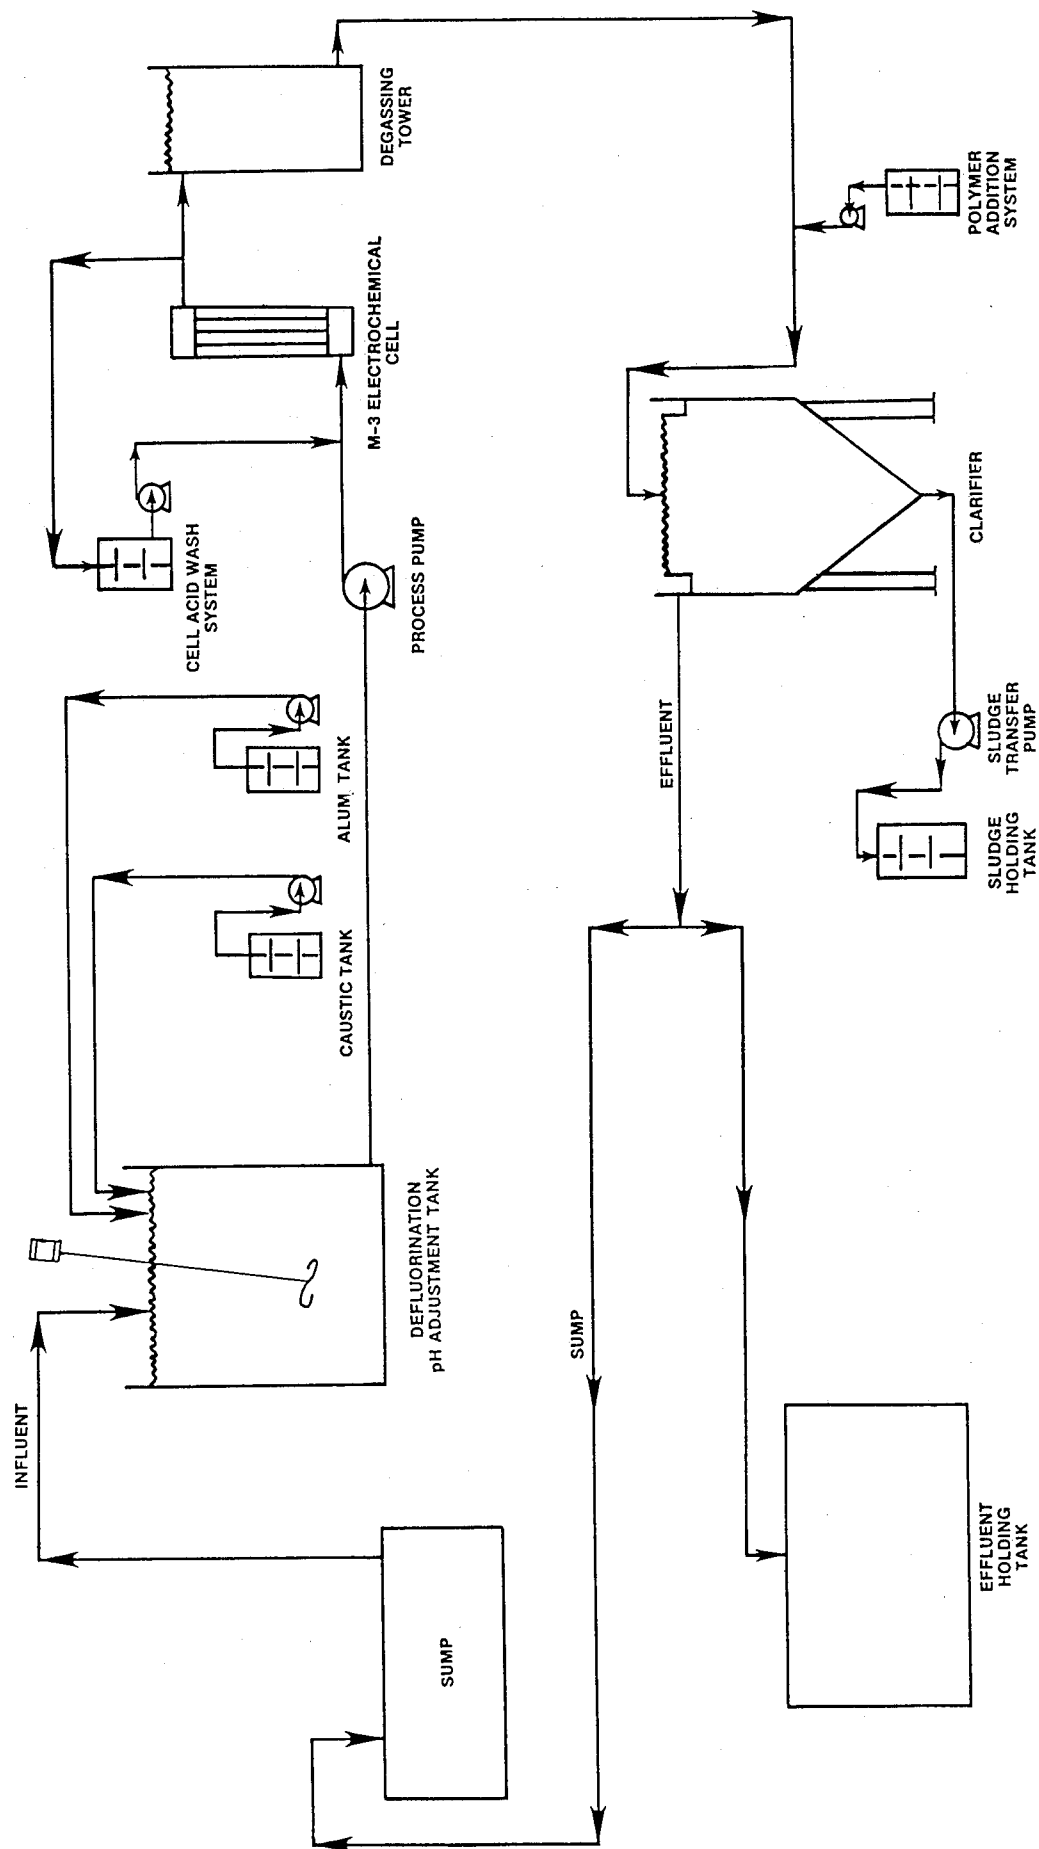 INFLUENT
SUMP
DEFLUORINATION
pH ADJUSTMENT TANK
CAUSTIC TANK
ALUM TANK
PROCESS PUMP
CELL ACID WASH
SYSTEM
M-3 ELECTROCHEMICAL
CELL
DEGASSING
TOWER
SUMP
EFFLUENT
EFFLUENT
HOLDING
TANK
SLUDGE
HOLDING
TANK
SLUDGE
TRANSFER
PUMP
CLARIFIER
POLYMER
ADDITION
SYSTEM